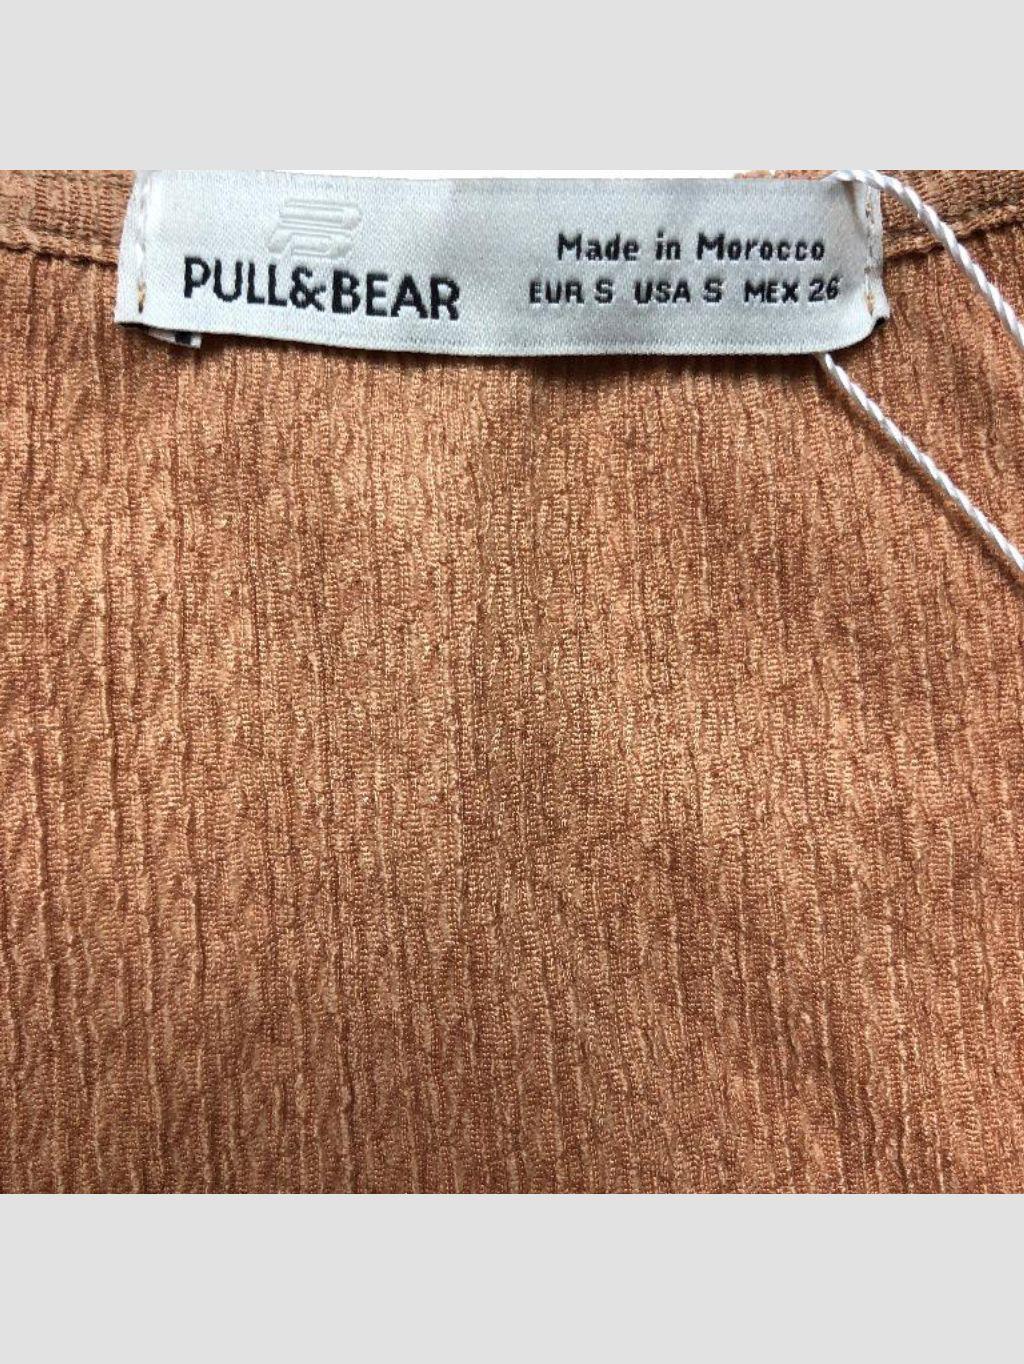 PULL&BEAR
Made in Morocco
EUR S USA S MEX 26